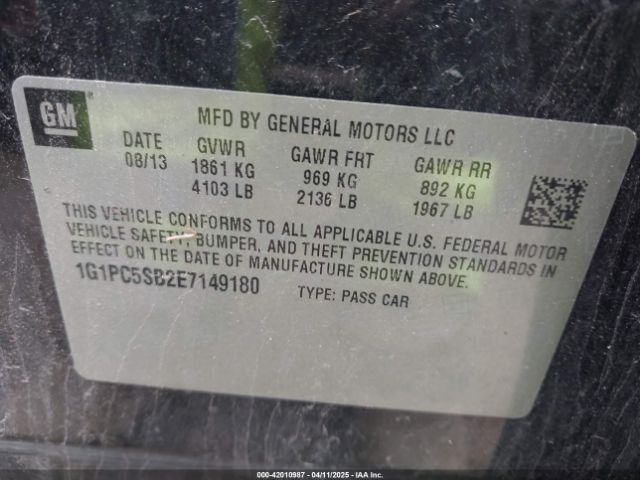 GM
MFD BY GENERAL MOTORS LLC
DATE GVWR GAWR FRT GAWR RR
08/13 1861 KG 969 KG 892 KG
4103 LB 2136 LB 1967 LB
THIS VEHICLE CONFORMS TO ALL APPLICABLE U.S. FEDERAL MOTOR
VEHICLE SAFETY, BUMPER, AND THEFT PREVENTION STANDARDS IN
EFFECT ON THE DATE OF MANUFACTURE SHOWN ABOVE.
1G1PC5SB2E7149180 TYPE: PASS CAR
000-42010987 - 04/11/2025 - IAA Inc.